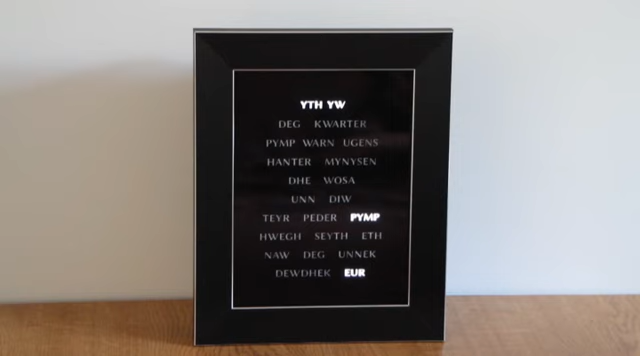 YTH YW
DEG KWARTER
PYMP WARN UGENS
HANTER MYNYSEN
DHE WOSA
UNN DIW
TEYR PEDER PYMP
HWEGH SEYTH ETH
NAW DEG UNNEK
DEWDHEK EUR